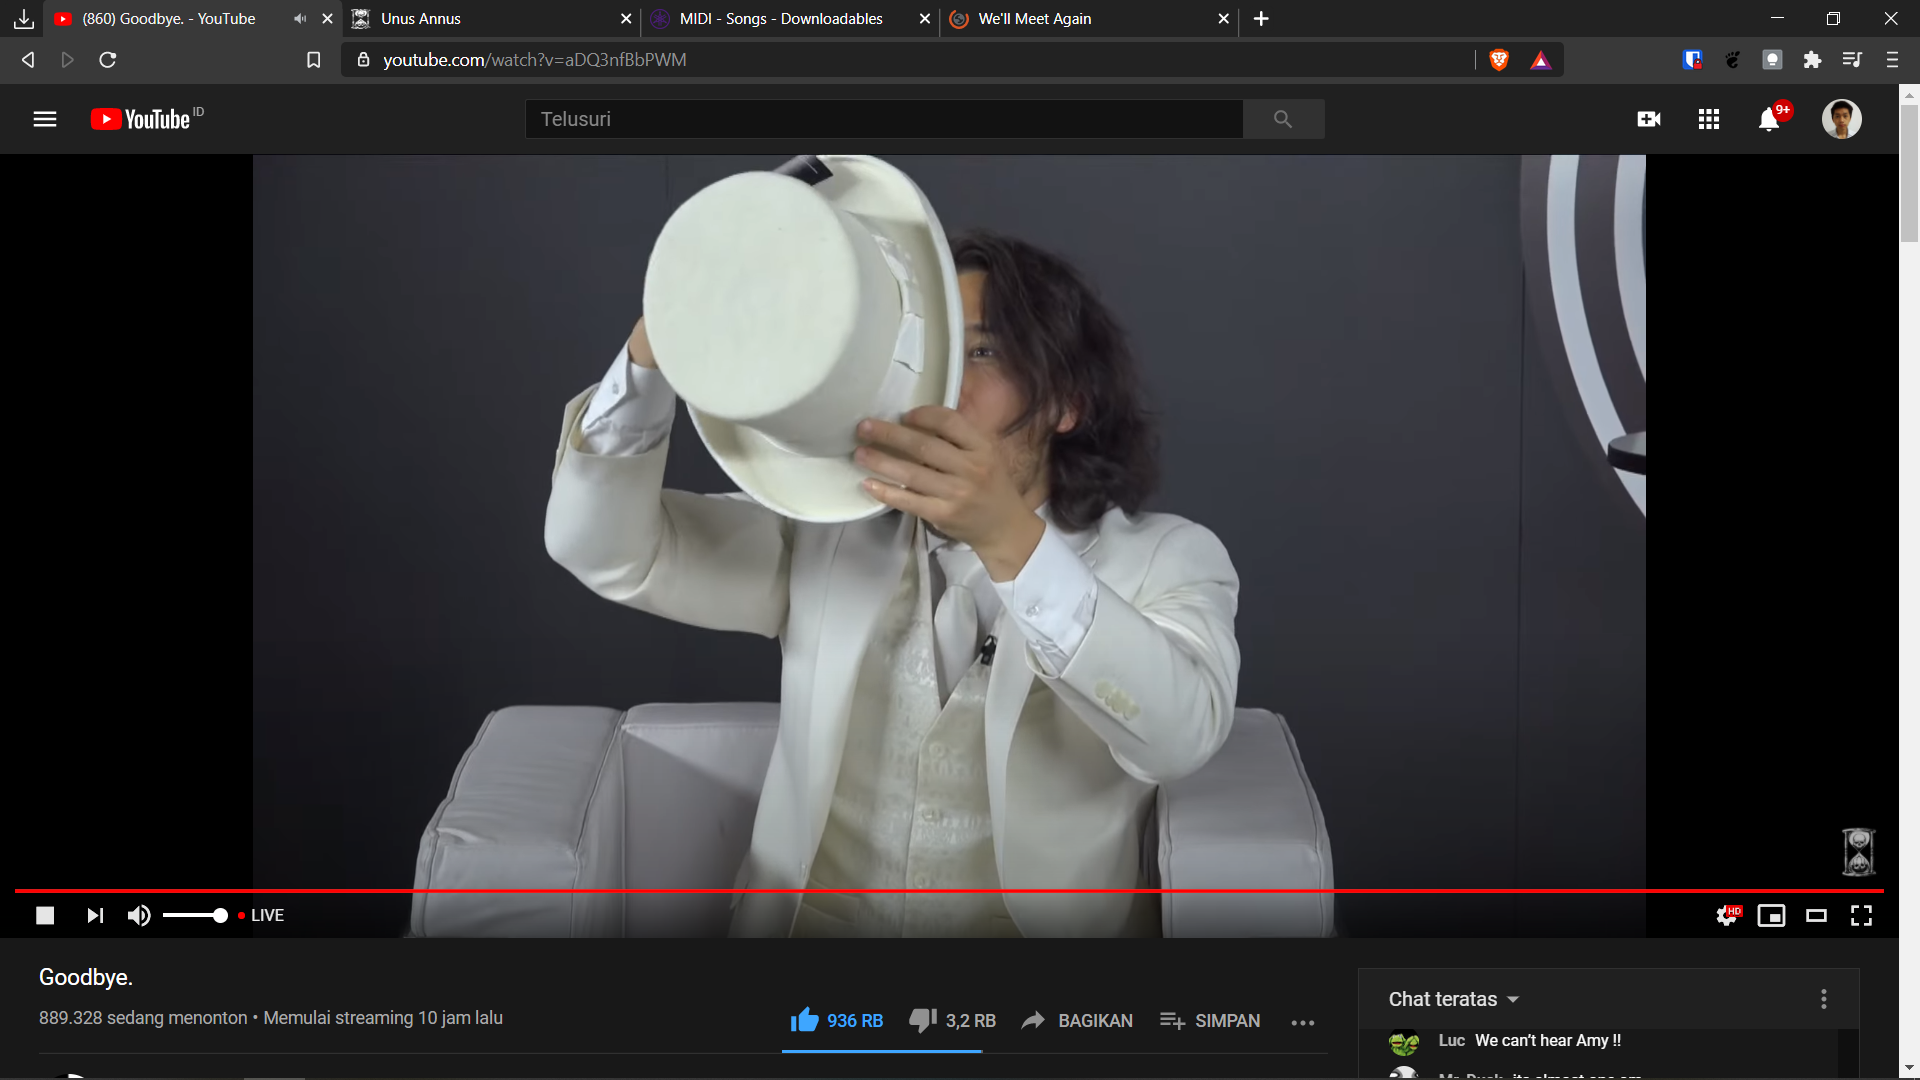 (860) Goodbye. - YouTube
Unus Annus
MIDI - Songs - Downloadables
We'll Meet Again
youtube.com/watch?v=aDQ3nfBbPWM
YouTube ID
Telusuri
9+
LIVE
HD
Goodbye.
889.328 sedang menonton • Memulai streaming 10 jam lalu
936 RB
3,2 RB
BAGIKAN
SIMPAN
Chat teratas
Luc We can't hear Amy !!